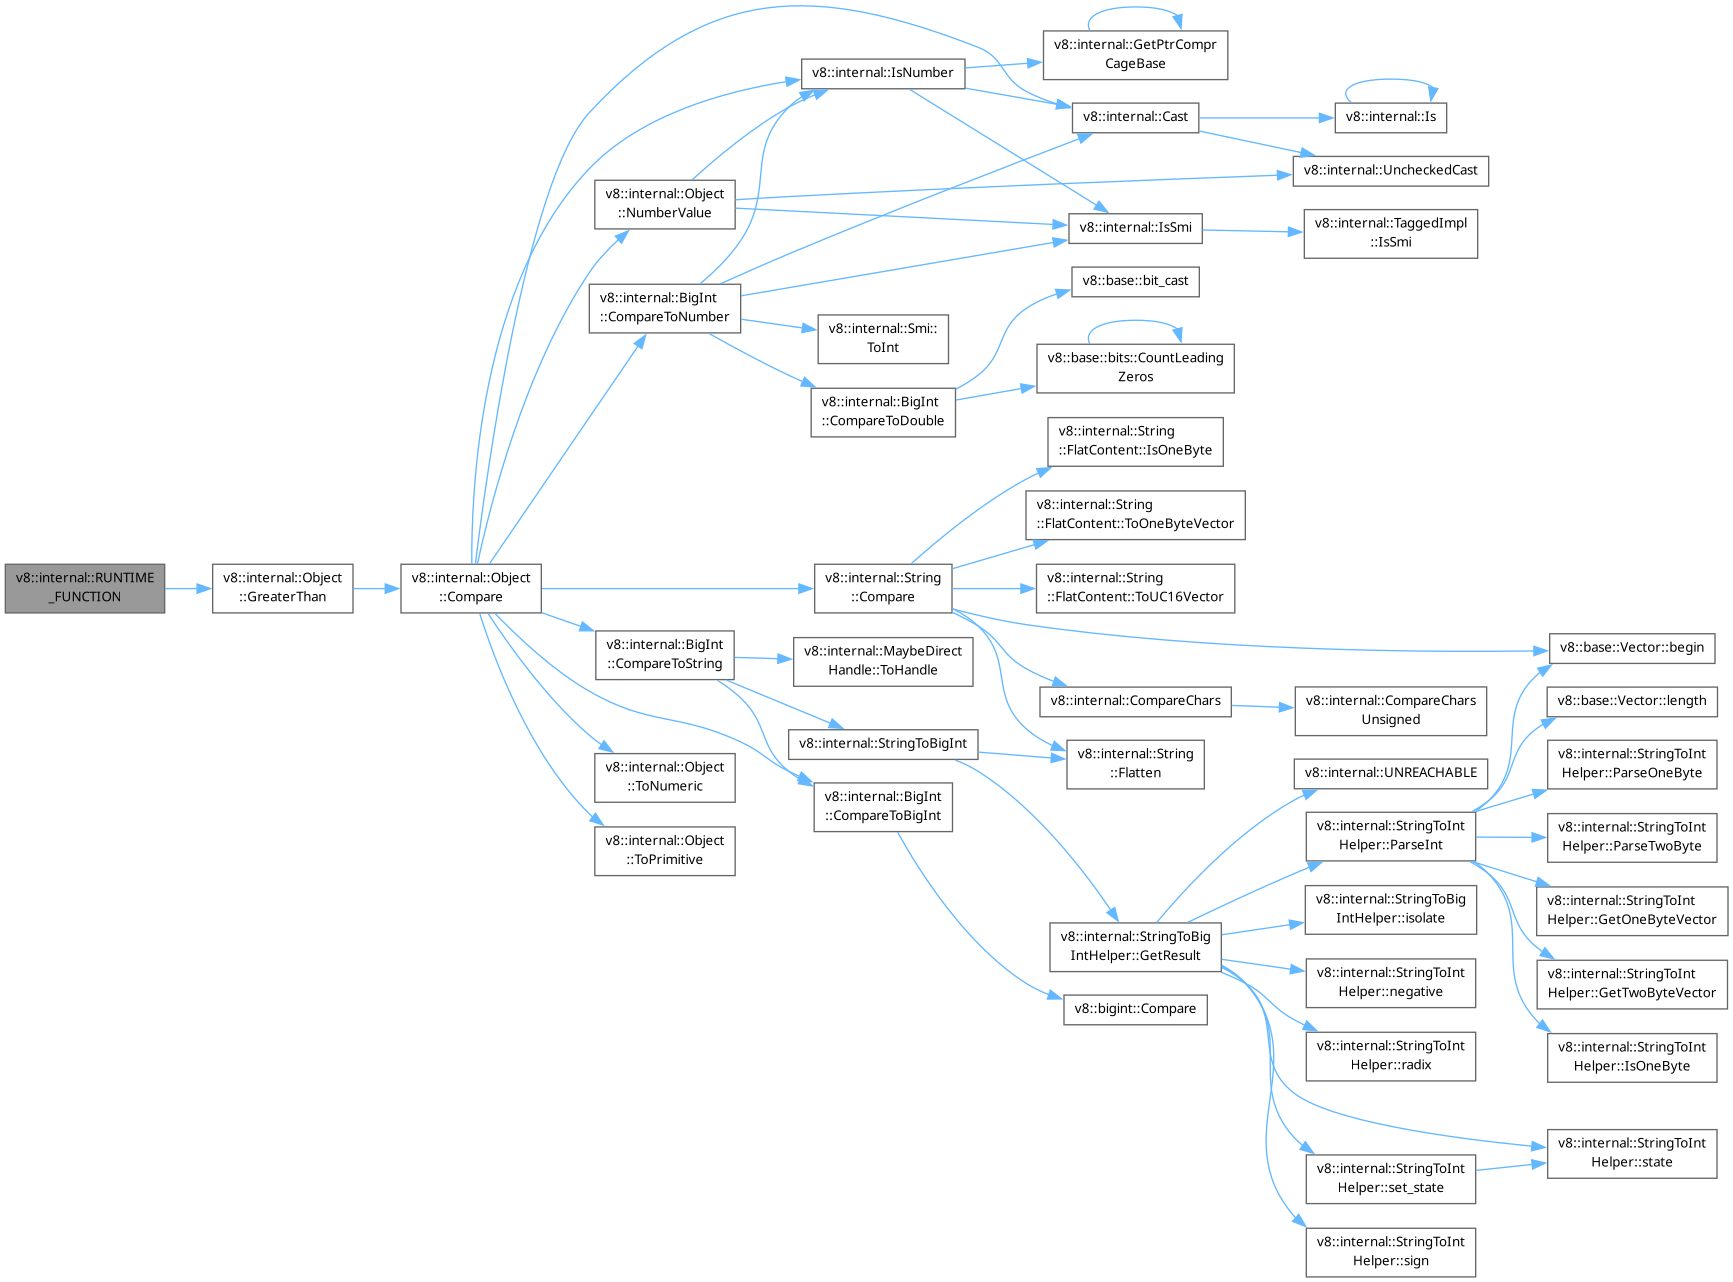 v8::internal::RUNTIME
_FUNCTION
v8::internal::Object
::GreaterThan
v8::internal::Object
::Compare
v8::internal::Object
::NumberValue
v8::internal::BigInt
::CompareToNumber
v8::internal::BigInt
::CompareToString
v8::internal::Object
::ToNumeric
v8::internal::Object
::ToPrimitive
v8::internal::IsNumber
v8::internal::Smi::
ToInt
v8::internal::BigInt
::CompareToDouble
v8::internal::String
::Compare
v8::internal::MaybeDirect
Handle::ToHandle
v8::internal::StringToBigInt
v8::internal::BigInt
::CompareToBigInt
v8::internal::GetPtrCompr
CageBase
v8::internal::Cast
v8::internal::IsSmi
v8::base::bit_cast
v8::base::bits::CountLeading
Zeros
v8::internal::String
::FlatContent::IsOneByte
v8::internal::String
::FlatContent::ToOneByteVector
v8::internal::String
::FlatContent::ToUC16Vector
v8::internal::CompareChars
v8::internal::String
::Flatten
v8::internal::StringToBig
IntHelper::GetResult
v8::bigint::Compare
v8::internal::Is
v8::internal::UncheckedCast
v8::internal::TaggedImpl
::IsSmi
v8::internal::CompareChars
Unsigned
v8::internal::UNREACHABLE
v8::internal::StringToInt
Helper::ParseInt
v8::internal::StringToBig
IntHelper::isolate
v8::internal::StringToInt
Helper::negative
v8::internal::StringToInt
Helper::radix
v8::internal::StringToInt
Helper::set_state
v8::internal::StringToInt
Helper::sign
v8::base::Vector::begin
v8::base::Vector::length
v8::internal::StringToInt
Helper::ParseOneByte
v8::internal::StringToInt
Helper::ParseTwoByte
v8::internal::StringToInt
Helper::GetOneByteVector
v8::internal::StringToInt
Helper::GetTwoByteVector
v8::internal::StringToInt
Helper::IsOneByte
v8::internal::StringToInt
Helper::state